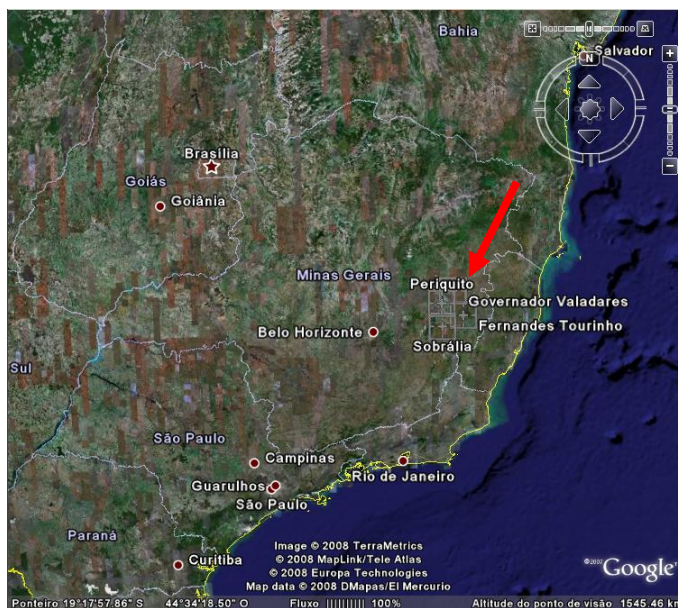 Bahia
Salvador
N
Brasília
Goiás
Goiânia
Minas Gerais
Periquito
Governador Valadares
Belo Horizonte
Fernandes Tourinho
Sobrália
Sul
São Paulo
Campinas
Guarulhos
Rio de Janeiro
São Paulo
Paraná
Curitiba
Image © 2008 TerraMetrics
© 2008 MapLink/Tele Atlas
© 2008 Europa Technologies
Map data © 2008 DMapas/El Mercurio
©2007 Google™
Ponteiro 19°17'57.86" S 44°34'18.50" O Fluxo ||||||||| 100% Altitude do ponto de visão 1545.46 km